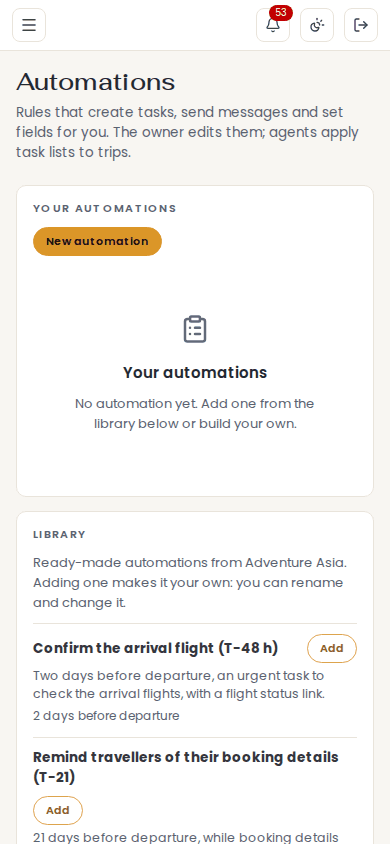 53
Automations
Rules that create tasks, send messages and set
fields for you. The owner edits them; agents apply
task lists to trips.
YOUR AUTOMATIONS
New automation
Your automations
No automation yet. Add one from the
library below or build your own.
LIBRARY
Ready-made automations from Adventure Asia.
Adding one makes it your own: you can rename
and change it.
Confirm the arrival flight (T-48 h)
Add
Two days before departure, an urgent task to
check the arrival flights, with a flight status link.
2 days before departure
Remind travellers of their booking details
(T-21)
Add
21 days before departure, while booking details